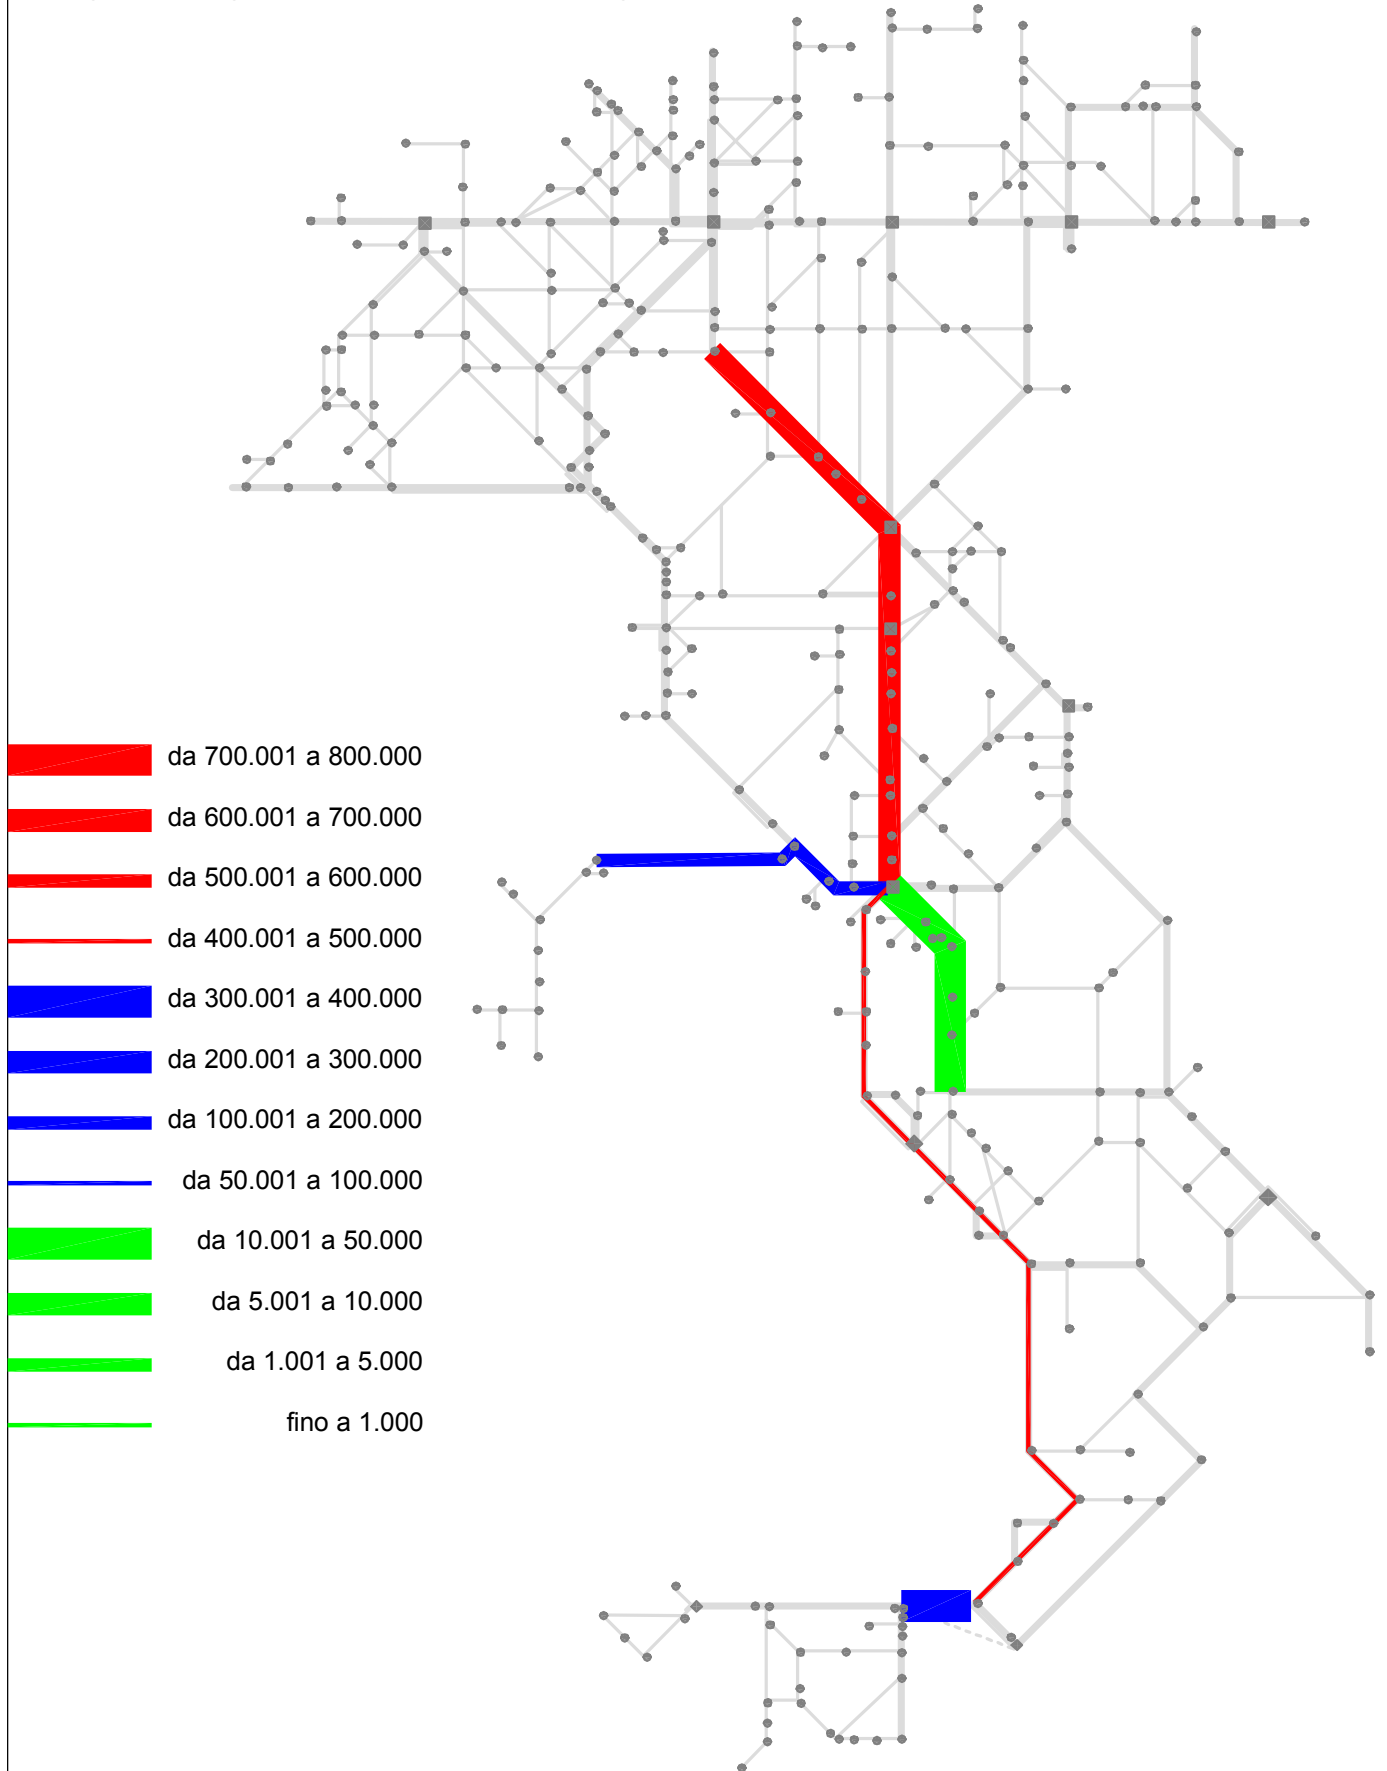 da 700.001 a 800.000
da 600.001 a 700.000
da 500.001 a 600.000
da 400.001 a 500.000
da 300.001 a 400.000
da 200.001 a 300.000
da 100.001 a 200.000
da 50.001 a 100.000
da 10.001 a 50.000
da 5.001 a 10.000
da 1.001 a 5.000
fino a 1.000